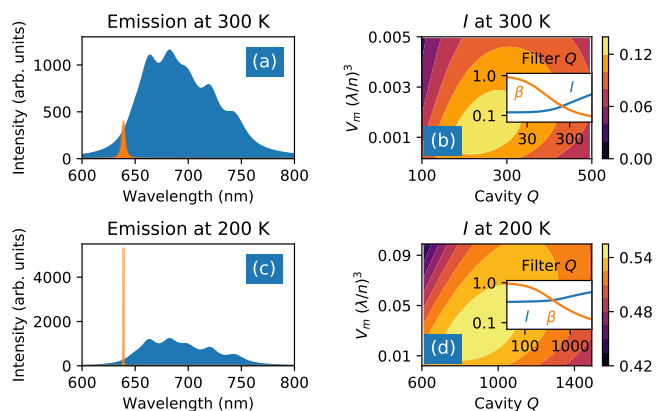 Emission at 300 K
Intensity (arb. units)
1000
500
0
(a)
600 650 700 750 800
Wavelength (nm)
I at 300 K
V_m (λ/n)^3
0.005
0.003
0.001
Filter Q
1.0
0.1
β I
30 300
(b)
100 300 500
Cavity Q
0.12
0.06
0.00
Emission at 200 K
Intensity (arb. units)
4000
2000
0
(c)
600 650 700 750 800
Wavelength (nm)
I at 200 K
V_m (λ/n)^3
0.09
0.05
0.01
Filter Q
1.0
0.1
I β
100 1000
(d)
600 1000 1400
Cavity Q
0.54
0.48
0.42